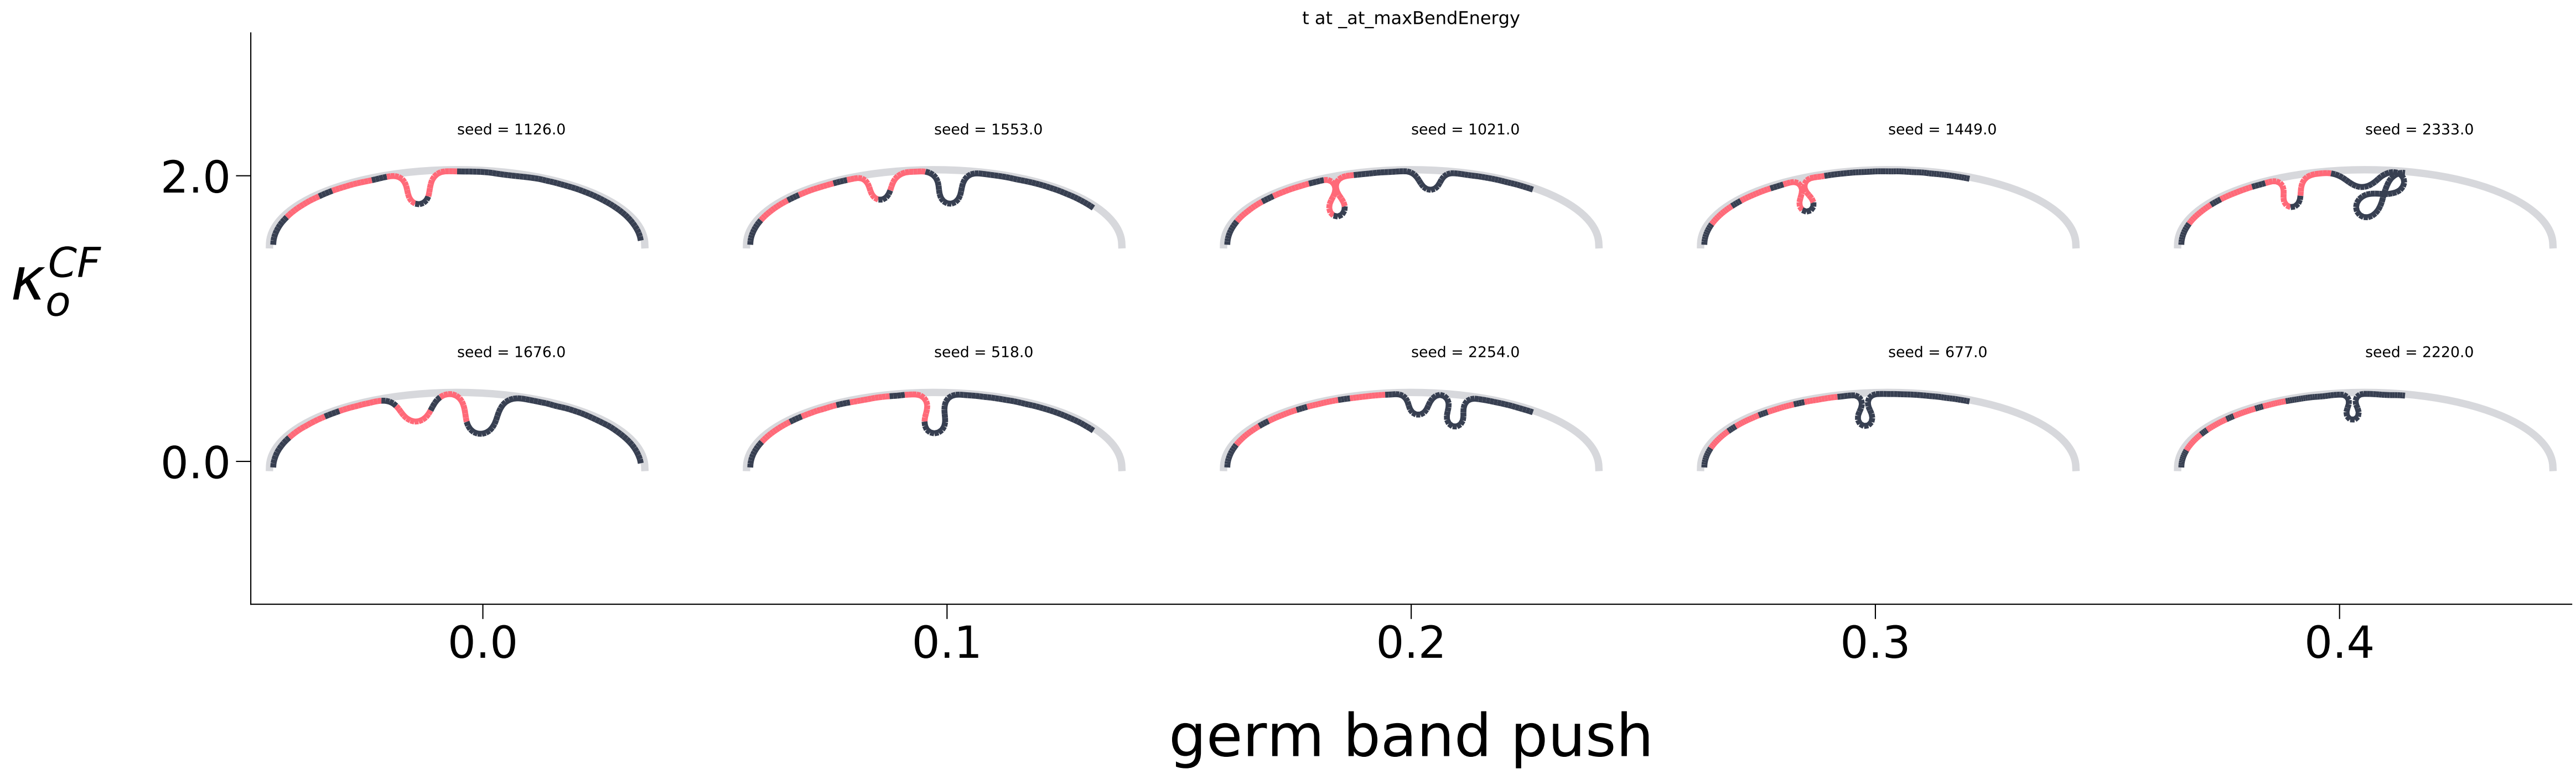 t at _at_maxBendEnergy
seed = 1126.0
seed = 1553.0
seed = 1021.0
seed = 1449.0
seed = 2333.0
2.0
κ_o^{CF}
seed = 1676.0
seed = 518.0
seed = 2254.0
seed = 677.0
seed = 2220.0
0.0
0.0
0.1
0.2
0.3
0.4
germ band push